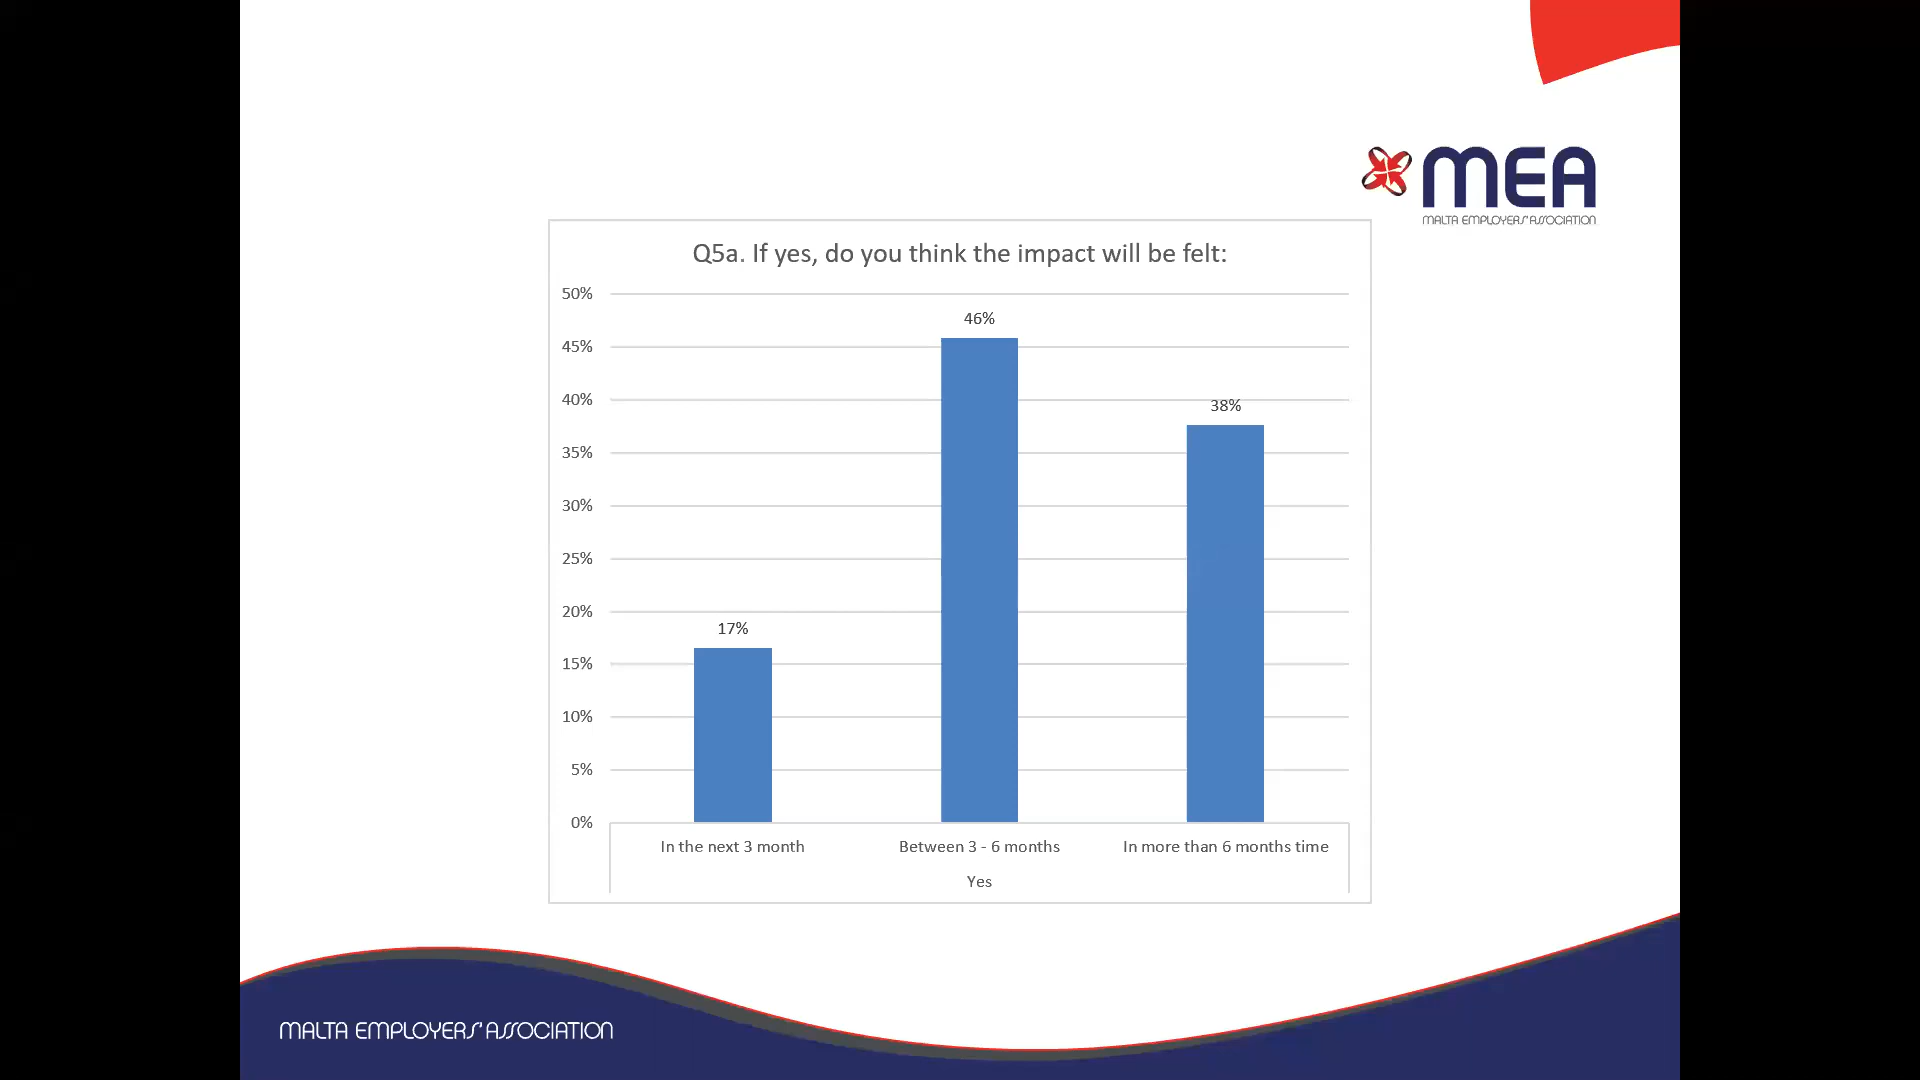 MEA
MALTA EMPLOYERS' ASSOCIATION
Q5a. If yes, do you think the impact will be felt:
50%
45%
40%
35%
30%
25%
20%
15%
10%
5%
0%
17%
46%
38%
In the next 3 month
Between 3 - 6 months
In more than 6 months time
Yes
MALTA EMPLOYERS' ASSOCIATION